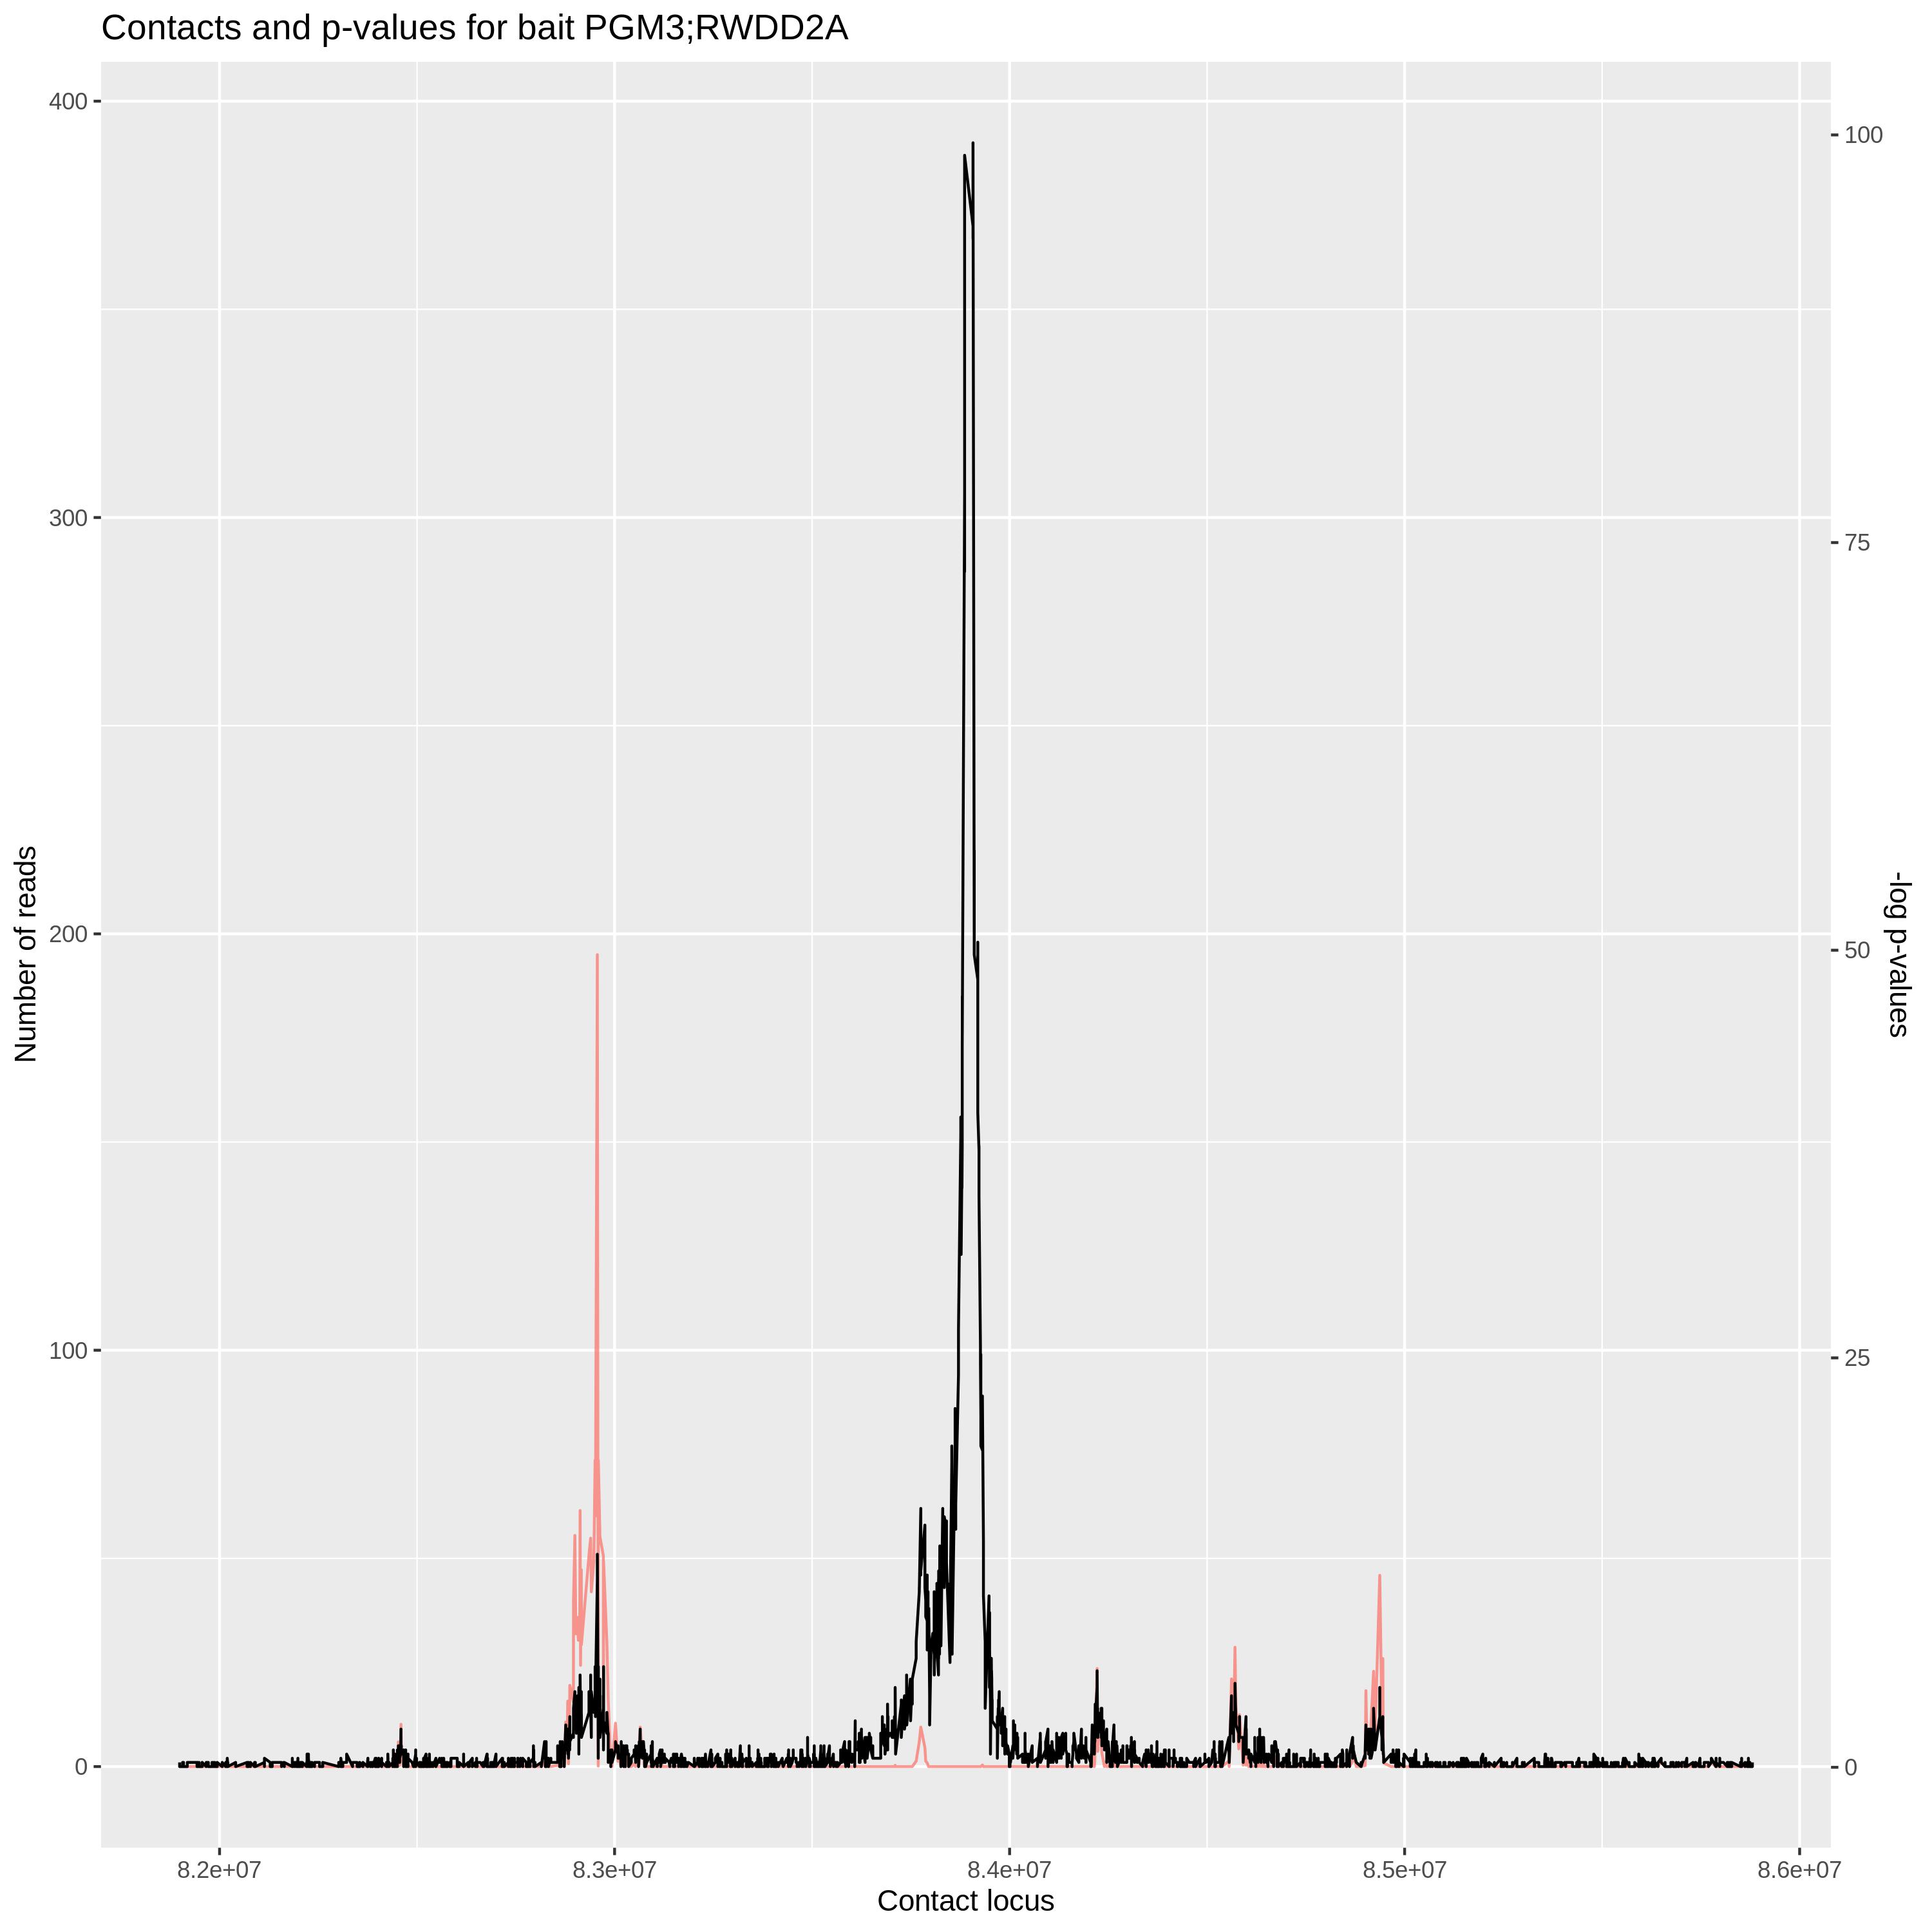 Contacts and p-values for bait PGM3;RWDD2A
400
300
200
100
0
Number of reads
100
75
50
25
0
-log p-values
8.2e+07
8.3e+07
8.4e+07
8.5e+07
8.6e+07
Contact locus